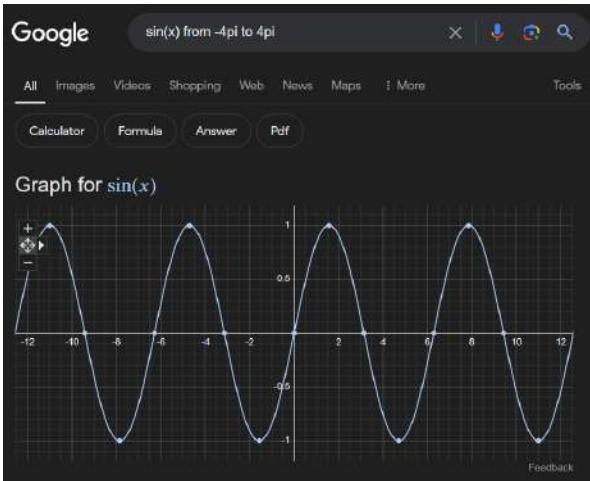 Google
sin(x) from -4pi to 4pi
All Images Videos Shopping Web News Maps More Tools
Calculator Formula Answer Pdf
Graph for sin(x)
1
0.5
-12 -10 -8 -6 -4 -2 2 4 6 8 10 12
-0.5
-1
Feedback